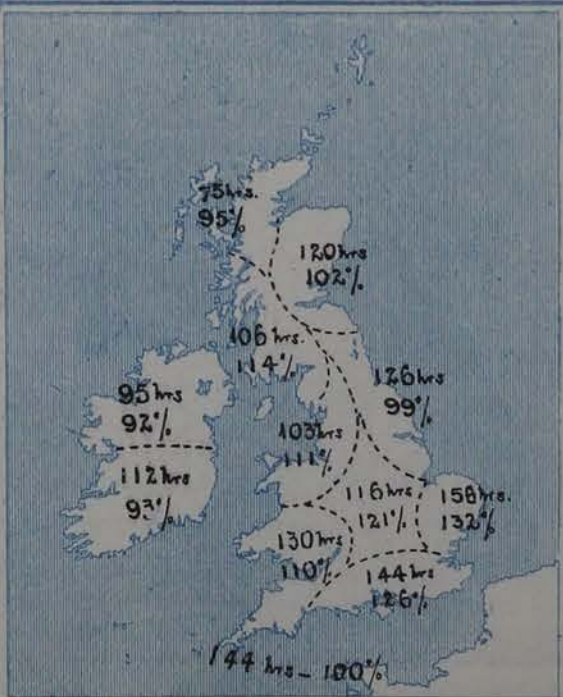 75 hrs.
95%
120 hrs
102%
106 hrs.
114%
95 hrs
92%
126 hrs
99%
103 hrs
111%
112 hrs
93%
116 hrs
121%
158 hrs.
132%
130 hrs
110%
144 hrs
126%
144 hrs - 100%